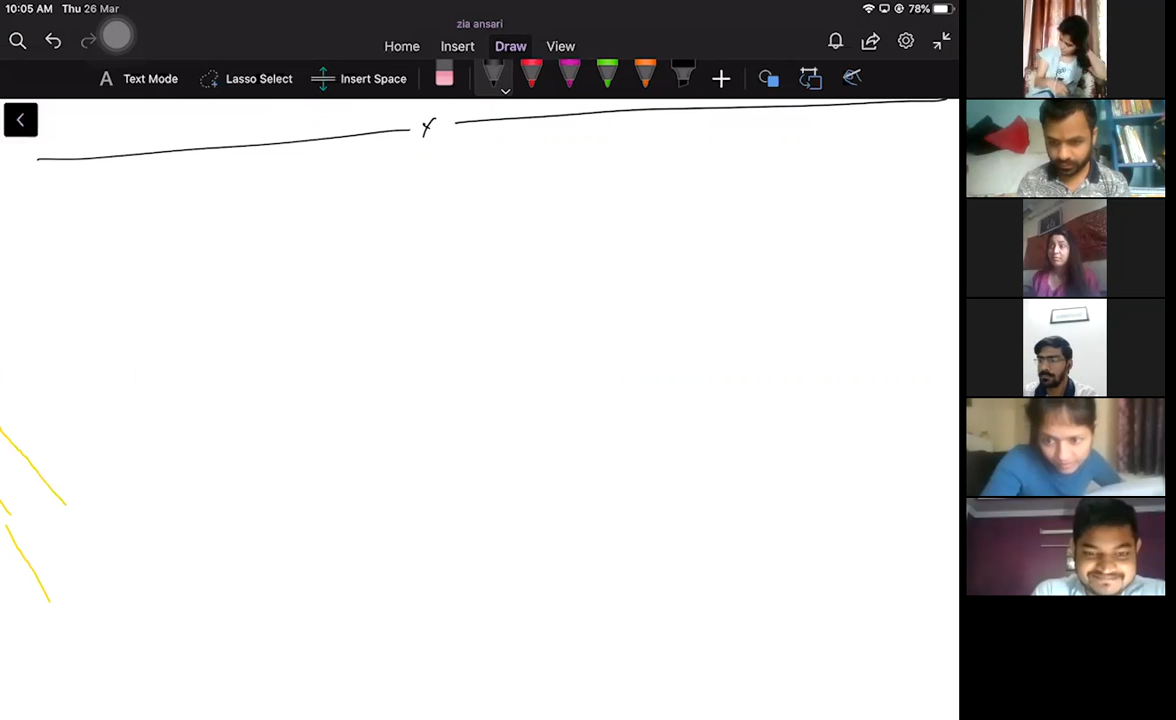 10:05 AM Thu 26 Mar
78%
zia ansari
Home Insert Draw View
A Text Mode Lasso Select Insert Space
x